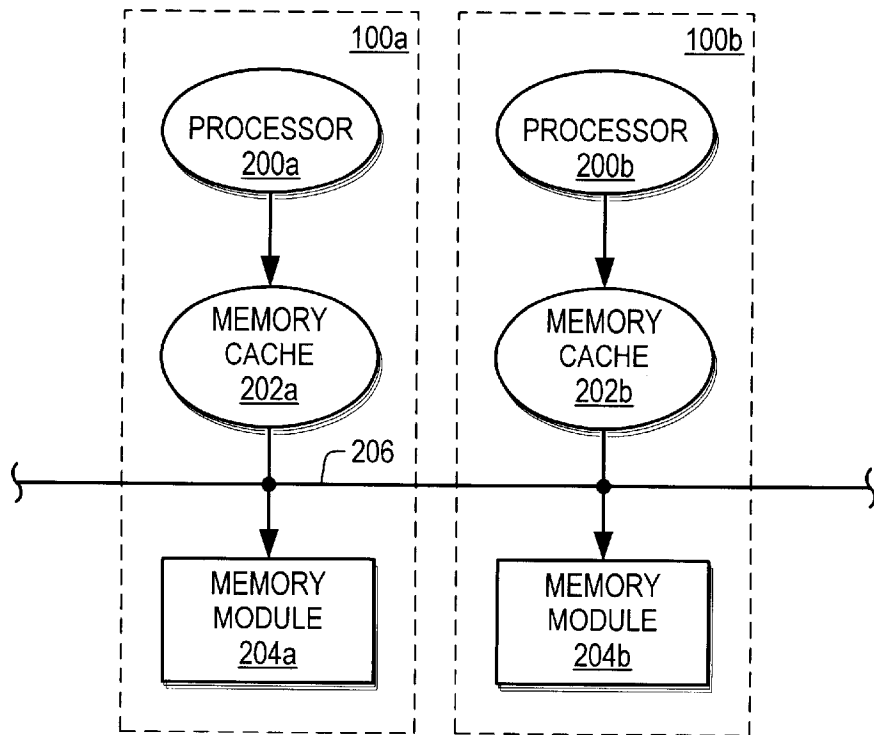 100a
PROCESSOR
200a
MEMORY
CACHE
202a
100b
PROCESSOR
200b
MEMORY
CACHE
202b
206
MEMORY
MODULE
204a
MEMORY
MODULE
204b